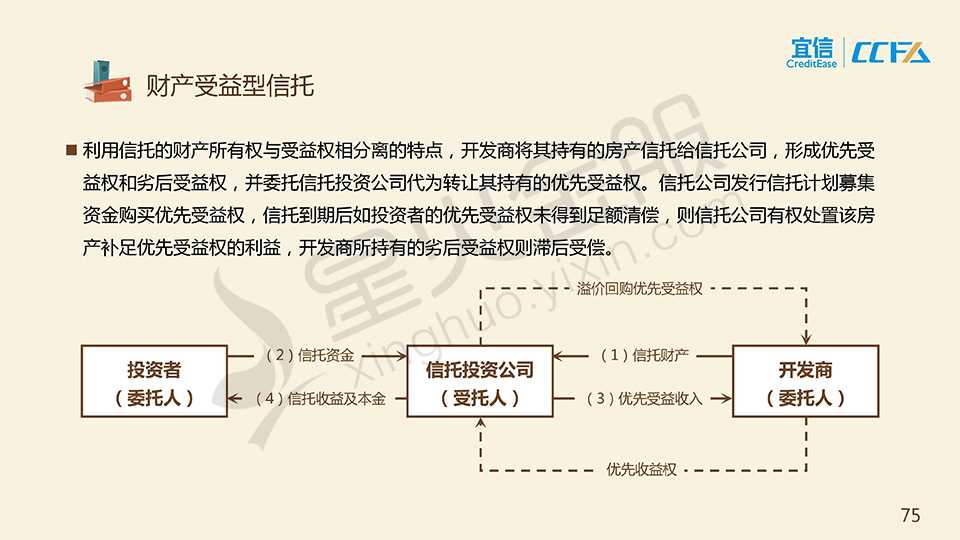 宜信
CreditEase
CCFA
财产受益型信托
利用信托的财产所有权与受益权相分离的特点，开发商将其持有的房产信托给信托公司，形成优先受
益权和劣后受益权，并委托信托投资公司代为转让其持有的优先受益权。信托公司发行信托计划募集
资金购买优先受益权，信托到期后如投资者的优先受益权未得到足额清偿，则信托公司有权处置该房
产补足优先受益权的利益，开发商所持有的劣后受益权则滞后受偿。
星火金服
xinghuo.yixin.com
溢价回购优先受益权
投资者
（委托人）
（2）信托资金
（4）信托收益及本金
信托投资公司
（受托人）
（1）信托财产
（3）优先受益收入
开发商
（委托人）
优先收益权
75